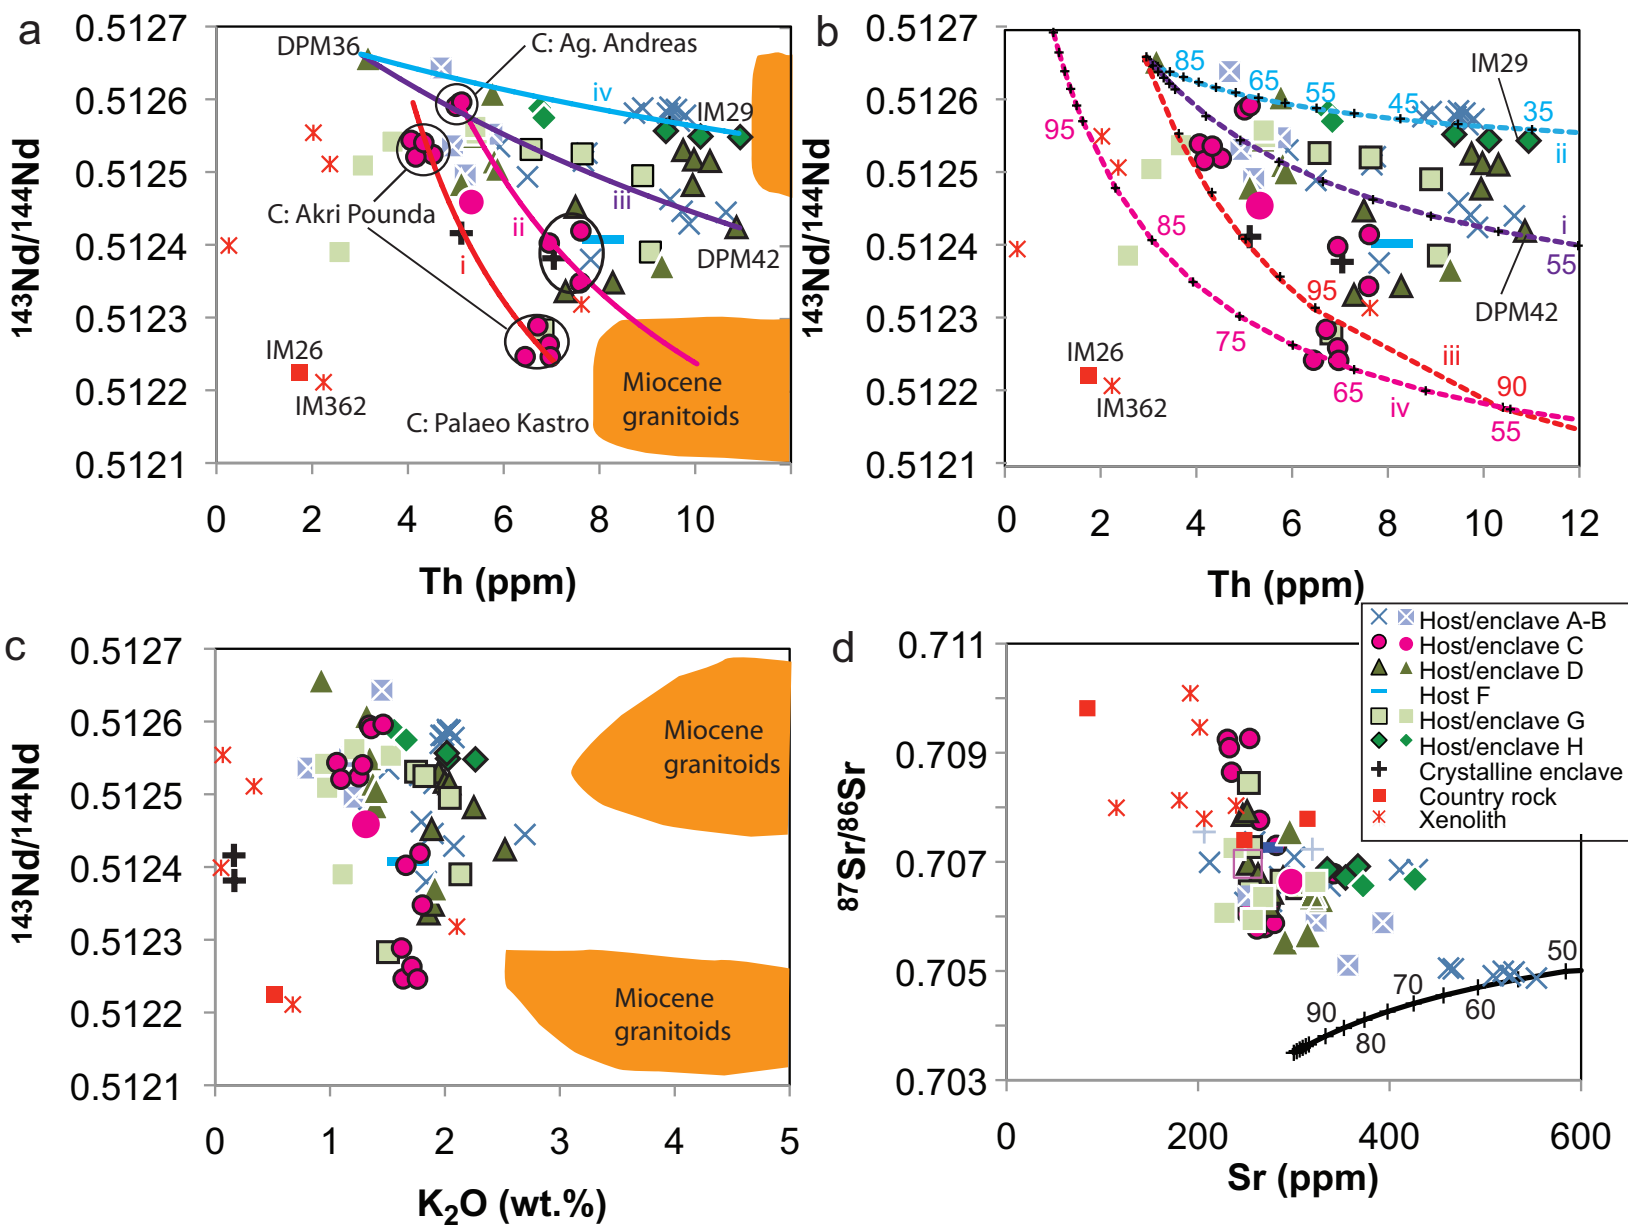 a
0.5127
0.5126
0.5125
0.5124
0.5123
0.5122
0.5121
143Nd/144Nd
DPM36
C: Ag. Andreas
iv
IM29
C: Akri Pounda
ii
iii
i
DPM42
IM26
IM362
C: Palaeo Kastro
Miocene
granitoids
0 2 4 6 8 10
Th (ppm)
b
0.5127
0.5126
0.5125
0.5124
0.5123
0.5122
0.5121
143Nd/144Nd
85
65
55
45
35
IM29
ii
95
85
i
55
95
75
DPM42
IM26
IM362
iii
65
iv
90
55
0 2 4 6 8 10 12
Th (ppm)
c
0.5127
0.5126
0.5125
0.5124
0.5123
0.5122
0.5121
143Nd/144Nd
Miocene
granitoids
Miocene
granitoids
0 1 2 3 4 5
K2O (wt.%)
d
0.711
0.709
0.707
0.705
0.703
87Sr/86Sr
Host/enclave A-B
Host/enclave C
Host/enclave D
Host F
Host/enclave G
Host/enclave H
Crystalline enclave
Country rock
Xenolith
90
80
70
60
50
0 200 400 600
Sr (ppm)